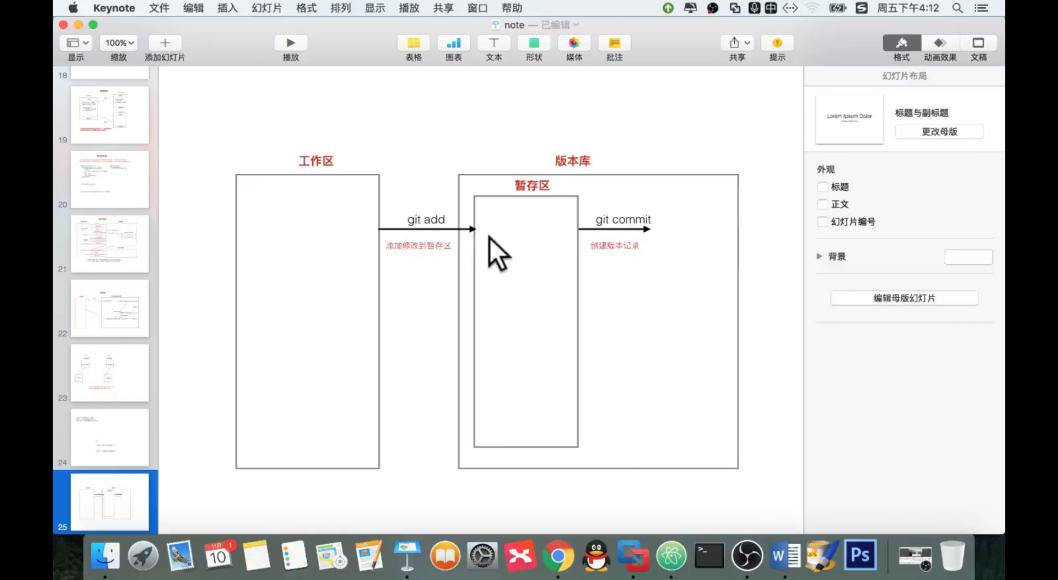 Keynote 文件 编辑 插入 幻灯片 格式 排列 显示 播放 共享 窗口 帮助 周五下午4:12
note — 已编辑
100%
显示 缩放 添加幻灯片 播放 表格 图表 文本 形状 媒体 批注 共享 提示 格式 动画效果 文稿
幻灯片布局
Lorem Ipsum Dolor
标题与副标题
更改母版
外观
标题
正文
幻灯片编号
背景
编辑母版幻灯片
18
19
20
21
22
23
24
25
工作区
版本库
暂存区
git add
git commit
添加修改到暂存区
创建版本记录
10
1
W
Ps